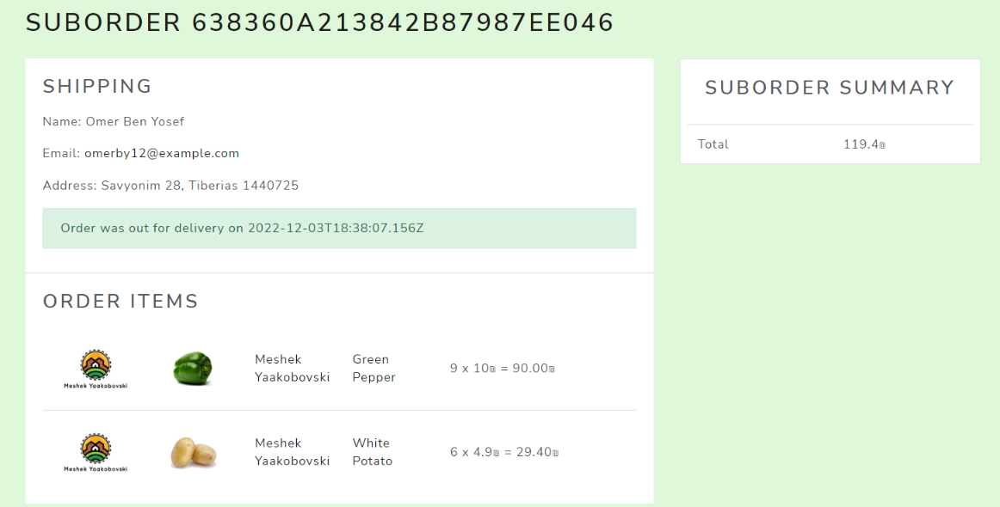 SUBORDER 638360A213842B87987EE046
SHIPPING
Name: Omer Ben Yosef
Email: omerby12@example.com
Address: Savyonim 28, Tiberias 1440725
Order was out for delivery on 2022-12-03T18:38:07.156Z
ORDER ITEMS
Meshek Yaakobovski
Meshek
Yaakobovski
Green
Pepper
9 x 10₪ = 90.00₪
Meshek Yaakobovski
Meshek
Yaakobovski
White
Potato
6 x 4.9₪ = 29.40₪
SUBORDER SUMMARY
Total 119.4₪